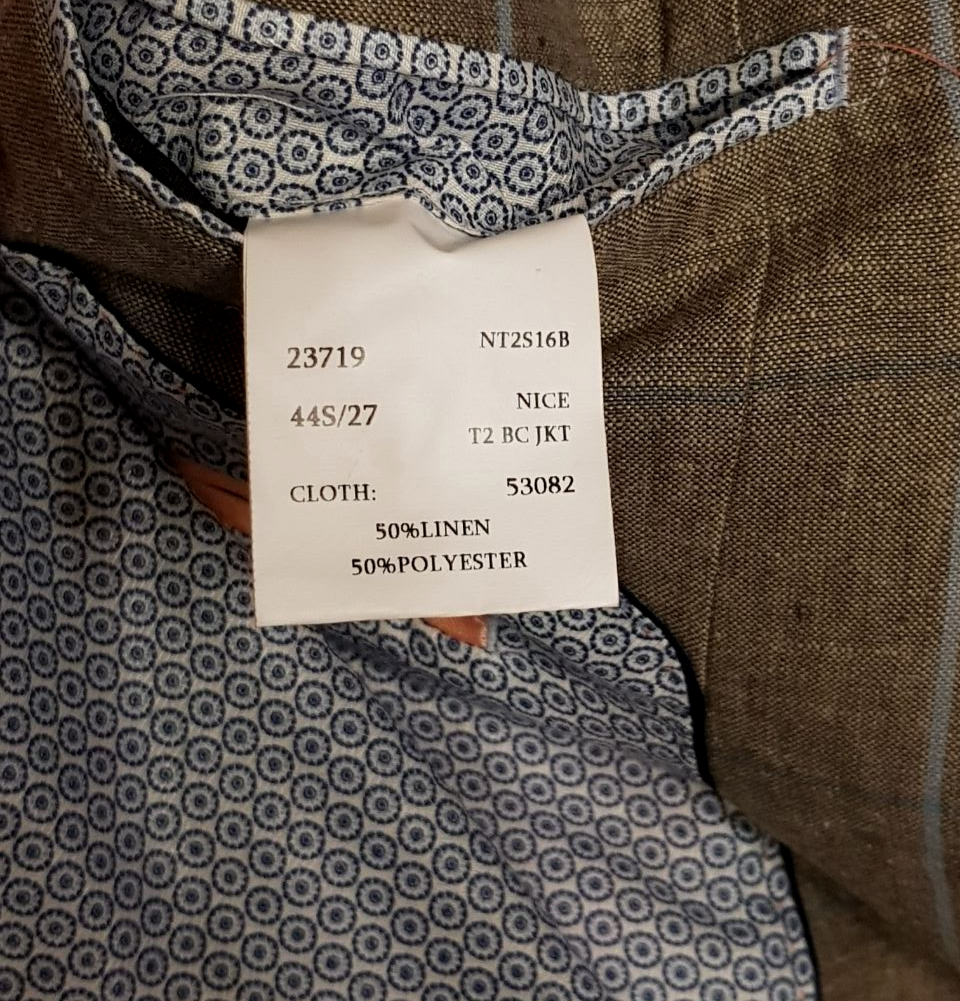 23719 NT2S16B
44S/27 NICE
T2 BC JKT
CLOTH: 53082
50%LINEN
50%POLYESTER